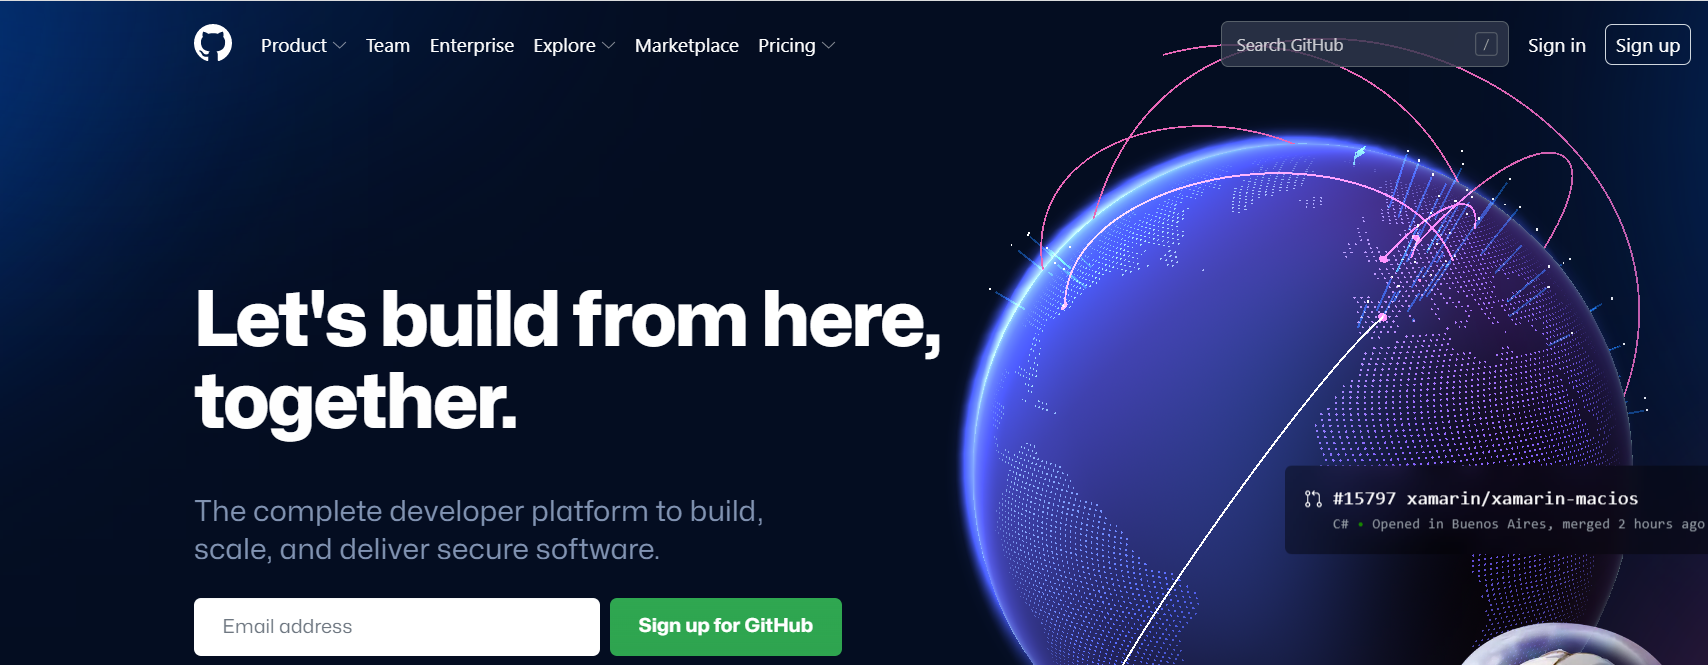 Product Team Enterprise Explore Marketplace Pricing Search GitHub / Sign in Sign up
Let's build from here,
together.
The complete developer platform to build,
scale, and deliver secure software.
Email address Sign up for GitHub
#15797 xamarin/xamarin-macios
C# • Opened in Buenos Aires, merged 2 hours ago